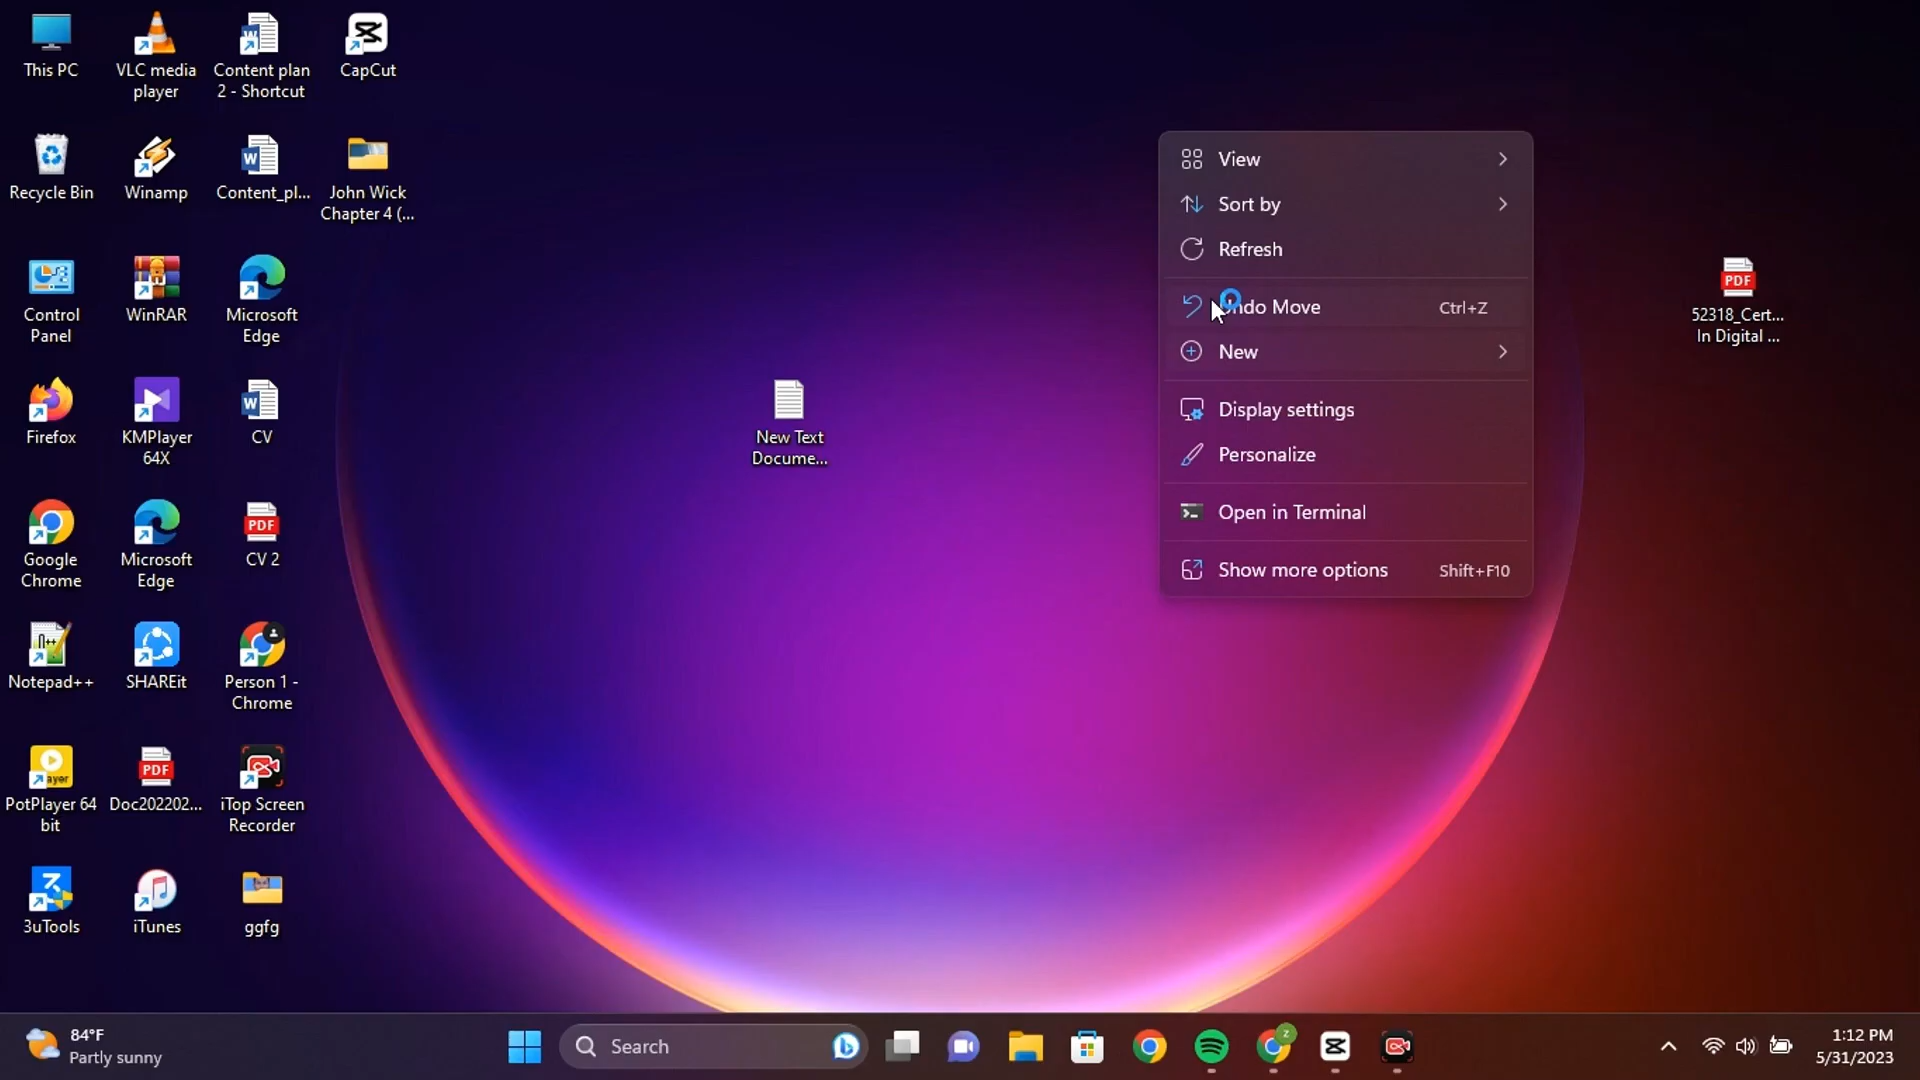 This PC
VLC media
player
Content plan
2 - Shortcut
CapCut
Recycle Bin
Winamp
Content_pl...
John Wick
Chapter 4 (...
Control
Panel
WinRAR
Microsoft
Edge
Firefox
KMPlayer
64X
CV
Google
Chrome
Microsoft
Edge
CV 2
Notepad++
SHAREit
Person 1 -
Chrome
PotPlayer 64
bit
Doc202202...
iTop Screen
Recorder
3uTools
iTunes
ggfg
New Text
Docume...
View
Sort by
Refresh
Undo Move Ctrl+Z
New
Display settings
Personalize
Open in Terminal
Show more options Shift+F10
PDF
52318_Cert...
In Digital ...
PDF
PDF
84°F
Partly sunny
Search
1:12 PM
5/31/2023